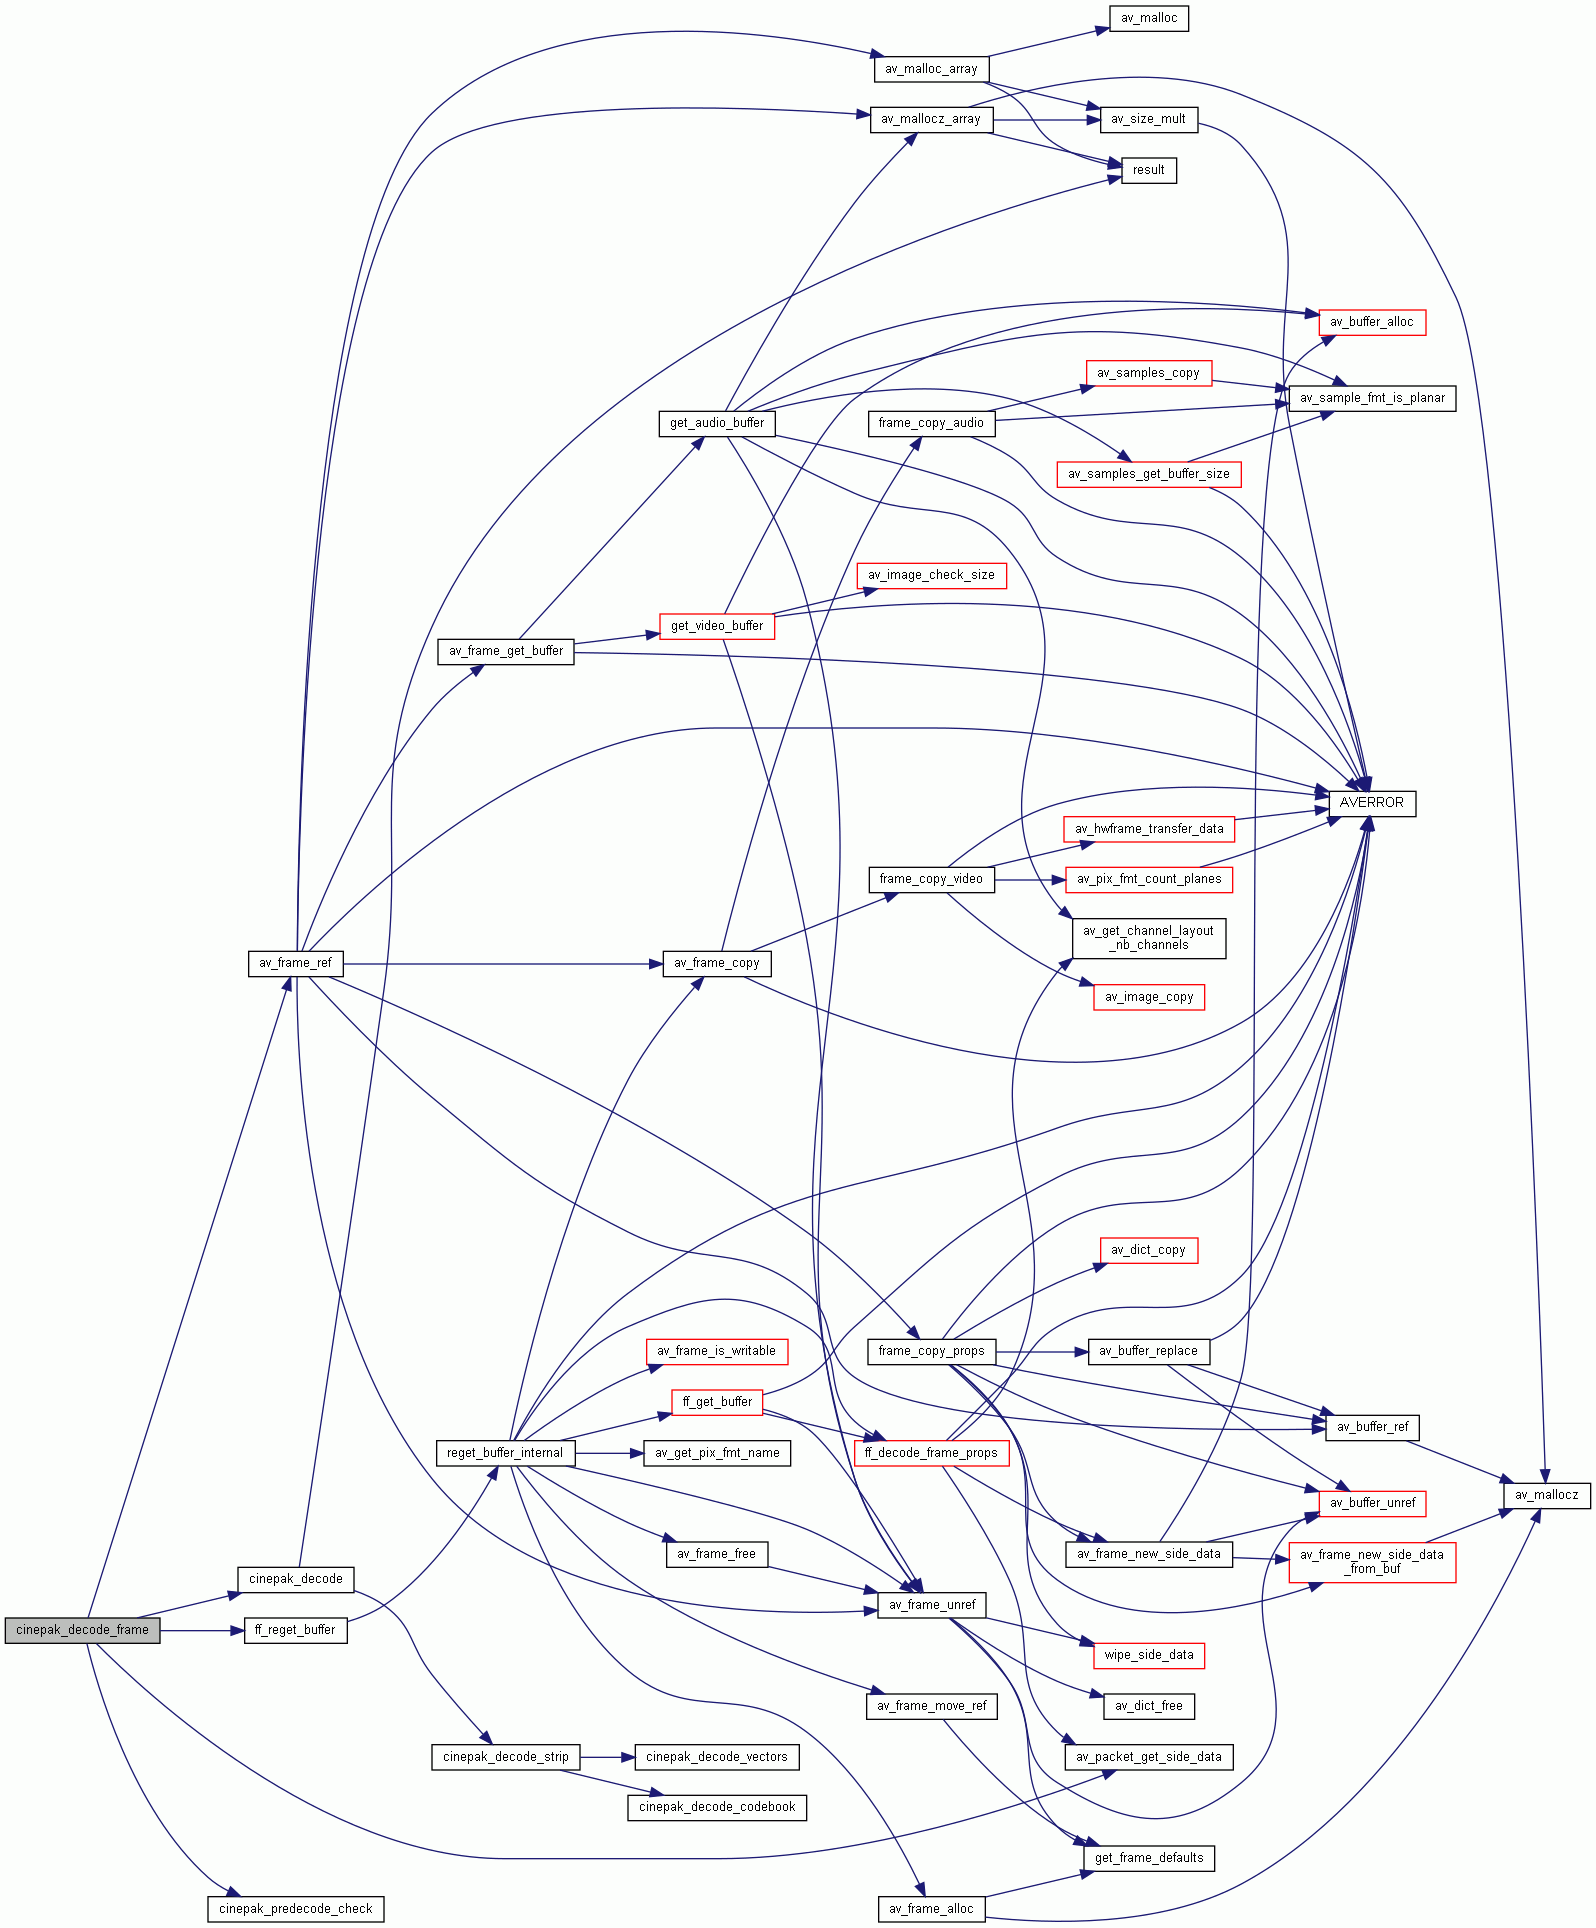 av_malloc
av_malloc_array
av_mallocz_array
av_size_mult
result
av_buffer_alloc
av_samples_copy
av_sample_fmt_is_planar
get_audio_buffer
frame_copy_audio
av_samples_get_buffer_size
av_image_check_size
get_video_buffer
av_frame_get_buffer
AVERROR
av_hwframe_transfer_data
frame_copy_video
av_pix_fmt_count_planes
av_get_channel_layout
_nb_channels
av_frame_ref
av_frame_copy
av_image_copy
av_dict_copy
av_frame_is_writable
frame_copy_props
av_buffer_replace
ff_get_buffer
av_buffer_ref
reget_buffer_internal
av_get_pix_fmt_name
ff_decode_frame_props
av_mallocz
av_buffer_unref
av_frame_free
av_frame_new_side_data
av_frame_new_side_data
_from_buf
cinepak_decode
av_frame_unref
cinepak_decode_frame
ff_reget_buffer
wipe_side_data
av_frame_move_ref
av_dict_free
cinepak_decode_strip
cinepak_decode_vectors
av_packet_get_side_data
cinepak_decode_codebook
get_frame_defaults
cinepak_predecode_check
av_frame_alloc